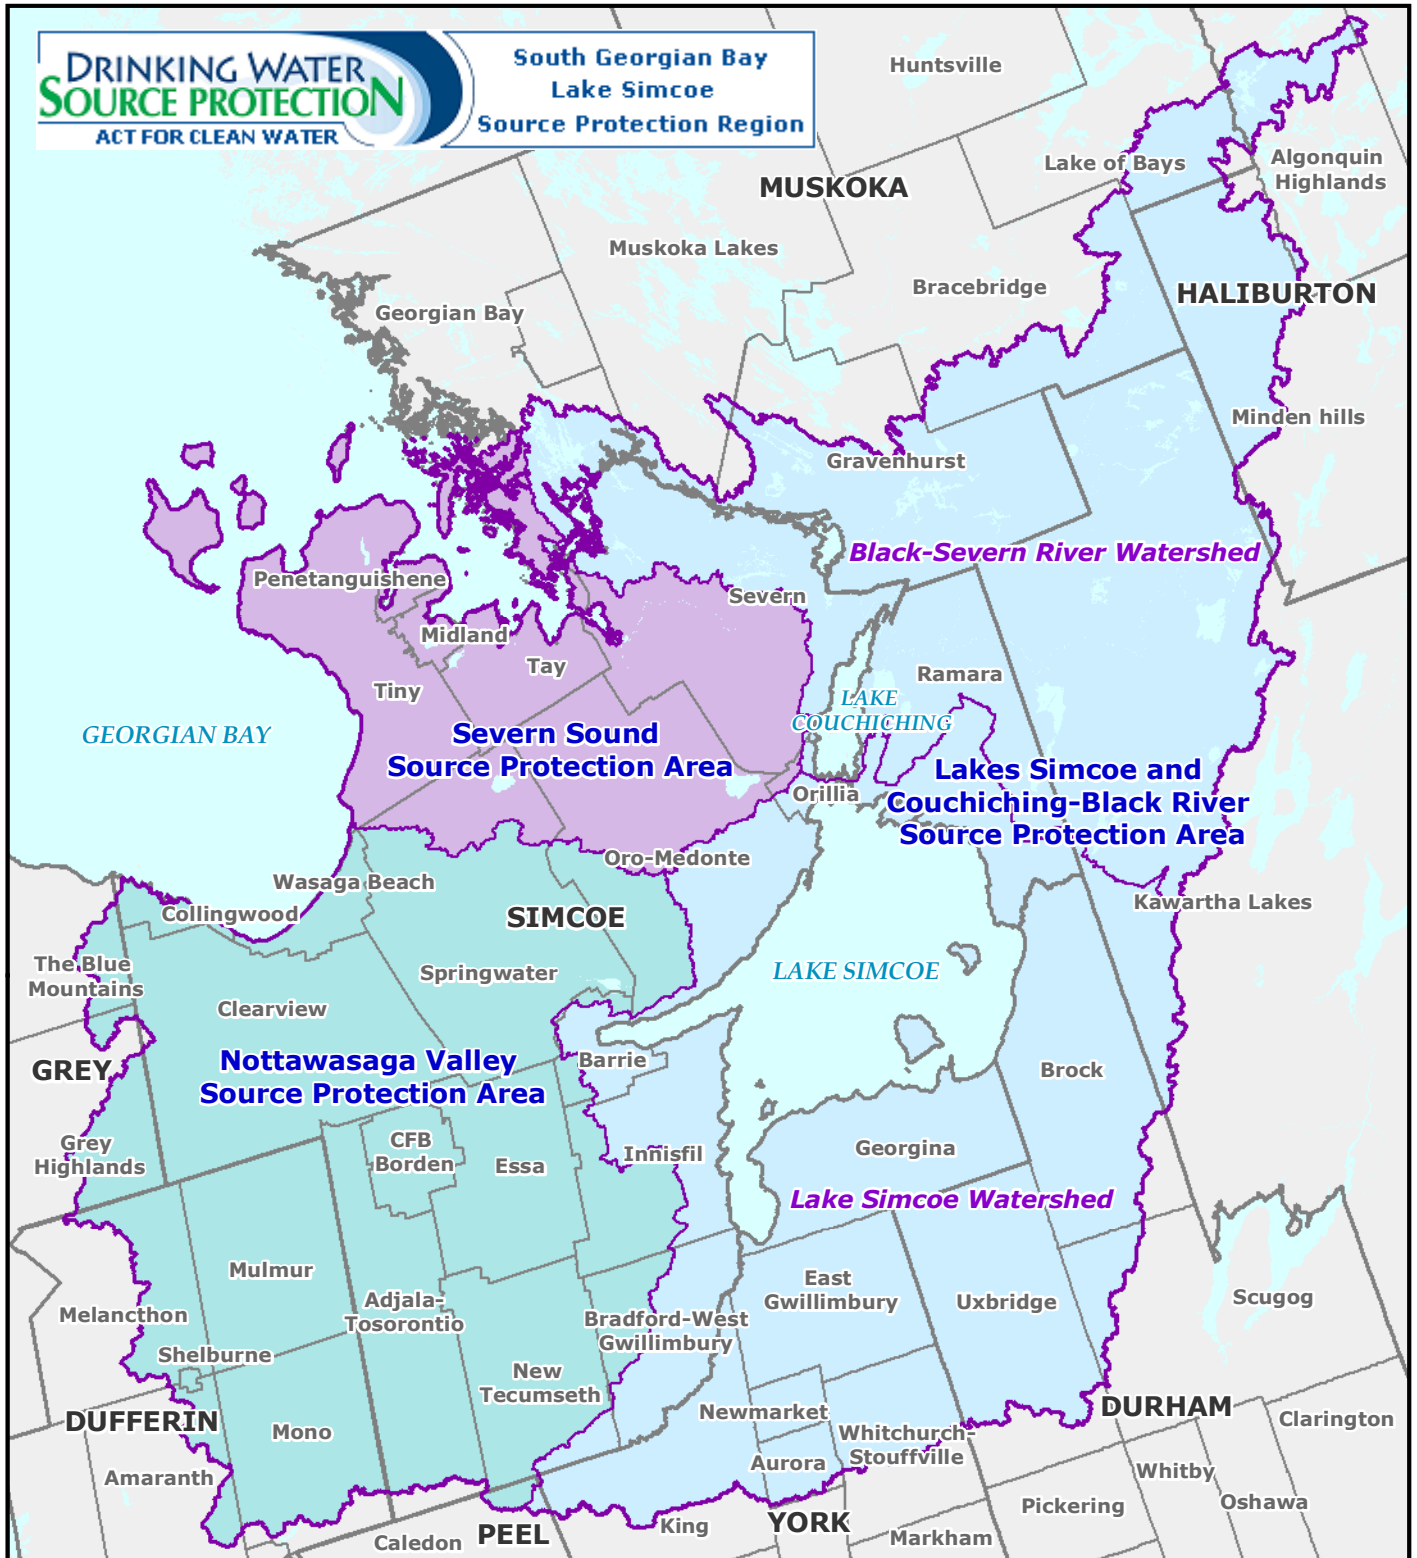 DRINKING WATER
SOURCE PROTECTION
ACT FOR CLEAN WATER
South Georgian Bay
Lake Simcoe
Source Protection Region
Huntsville
Lake of Bays
Algonquin
Highlands
MUSKOKA
Muskoka Lakes
Bracebridge
HALIBURTON
Georgian Bay
Minden hills
Gravenhurst
Black-Severn River Watershed
Penetanguishene
Severn
Midland
Tay
Ramara
Tiny
LAKE
COUCHICHING
GEORGIAN BAY
Severn Sound
Source Protection Area
Lakes Simcoe and
Couchiching-Black River
Source Protection Area
Orillia
Oro-Medonte
Wasaga Beach
Collingwood
SIMCOE
Kawartha Lakes
The Blue
Mountains
Springwater
LAKE SIMCOE
Clearview
GREY
Nottawasaga Valley
Source Protection Area
Barrie
Brock
Grey
Highlands
CFB
Borden
Essa
Innisfil
Georgina
Lake Simcoe Watershed
Mulmur
East
Gwillimbury
Uxbridge
Scugog
Melancthon
Adjala-
Tosorontio
Bradford-West
Gwillimbury
Shelburne
New
Tecumseth
DUFFERIN
Mono
Newmarket
Whitchurch-
Stouffville
DURHAM
Clarington
Amaranth
Aurora
Whitby
Oshawa
Pickering
Caledon
PEEL
King
YORK
Markham